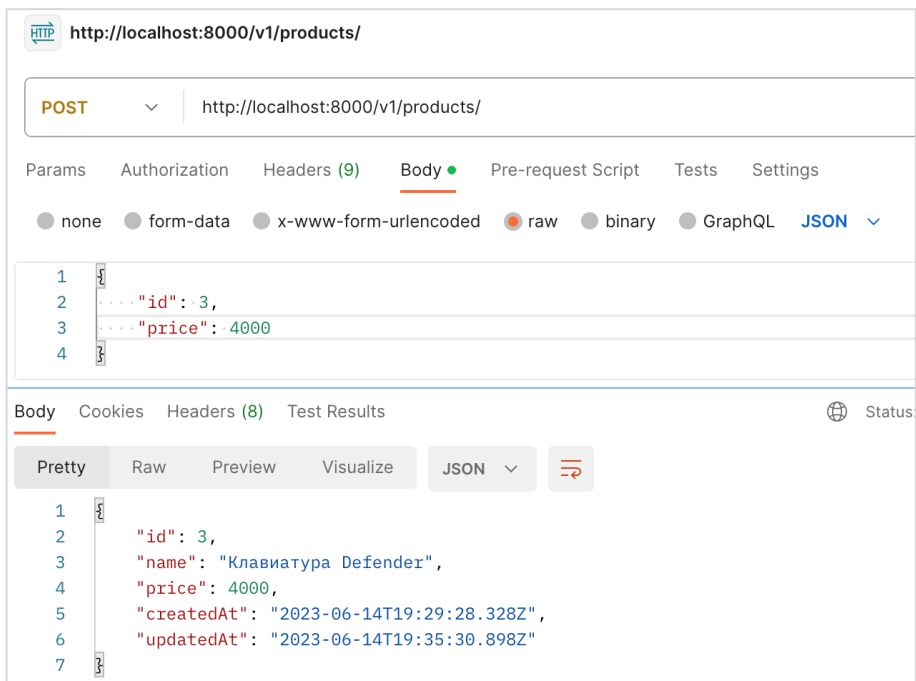 HTTP http://localhost:8000/v1/products/
POST http://localhost:8000/v1/products/
Params Authorization Headers (9) Body Pre-request Script Tests Settings
none form-data x-www-form-urlencoded raw binary GraphQL JSON
1 {
2 ····"id":·3,
3 ····"price":·4000
4 }
Body Cookies Headers (8) Test Results Status:
Pretty Raw Preview Visualize JSON
1 {
2 "id": 3,
3 "name": "Клавиатура Defender",
4 "price": 4000,
5 "createdAt": "2023-06-14T19:29:28.328Z",
6 "updatedAt": "2023-06-14T19:35:30.898Z"
7 }